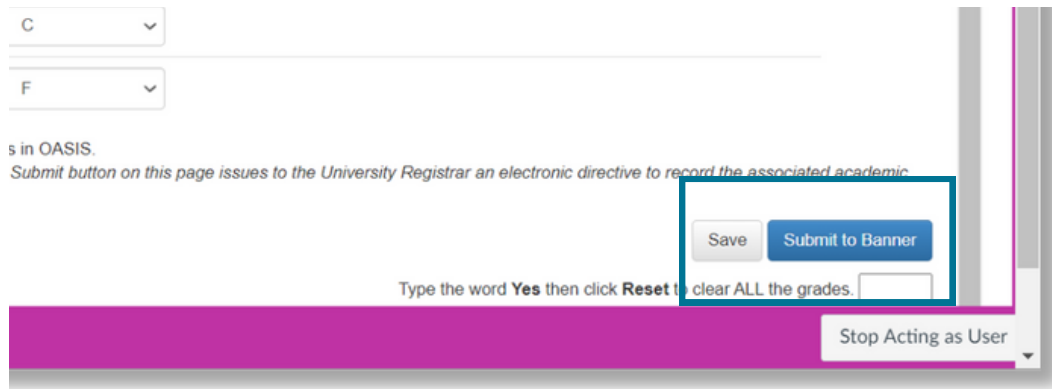 C
F
s in OASIS.
Submit button on this page issues to the University Registrar an electronic directive to record the associated academic
Save Submit to Banner
Type the word Yes then click Reset to clear ALL the grades.
Stop Acting as User